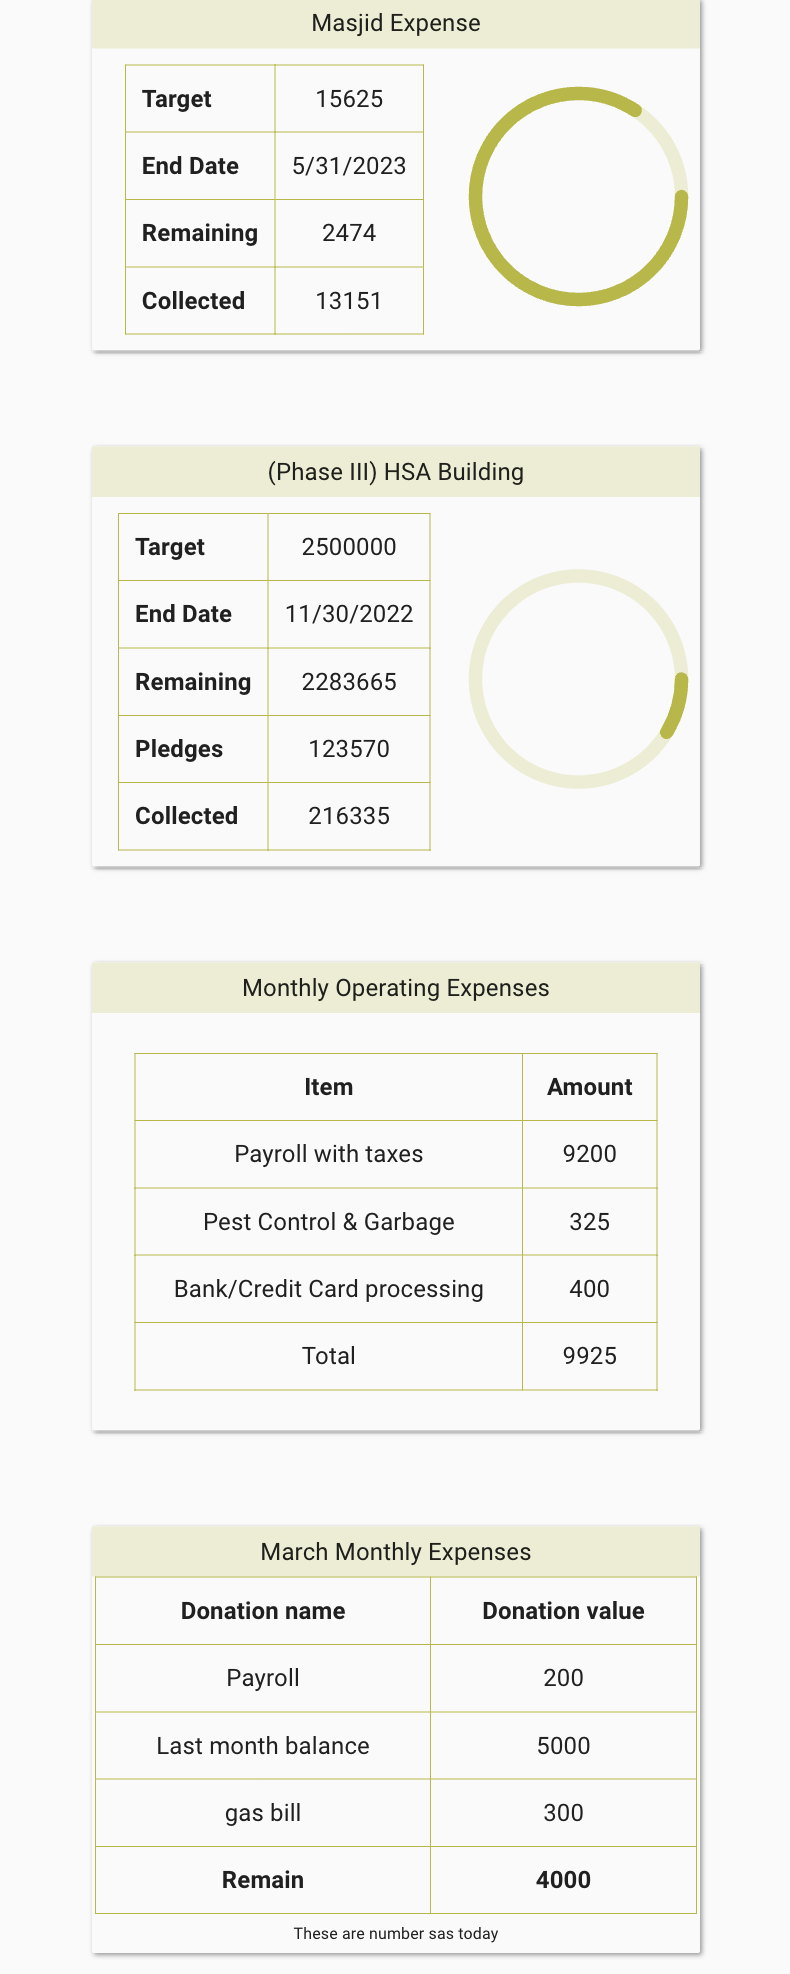 Masjid Expense
Target 15625
End Date 5/31/2023
Remaining 2474
Collected 13151
(Phase III) HSA Building
Target 2500000
End Date 11/30/2022
Remaining 2283665
Pledges 123570
Collected 216335
Monthly Operating Expenses
Item Amount
Payroll with taxes 9200
Pest Control & Garbage 325
Bank/Credit Card processing 400
Total 9925
March Monthly Expenses
Donation name Donation value
Payroll 200
Last month balance 5000
gas bill 300
Remain 4000
These are number sas today